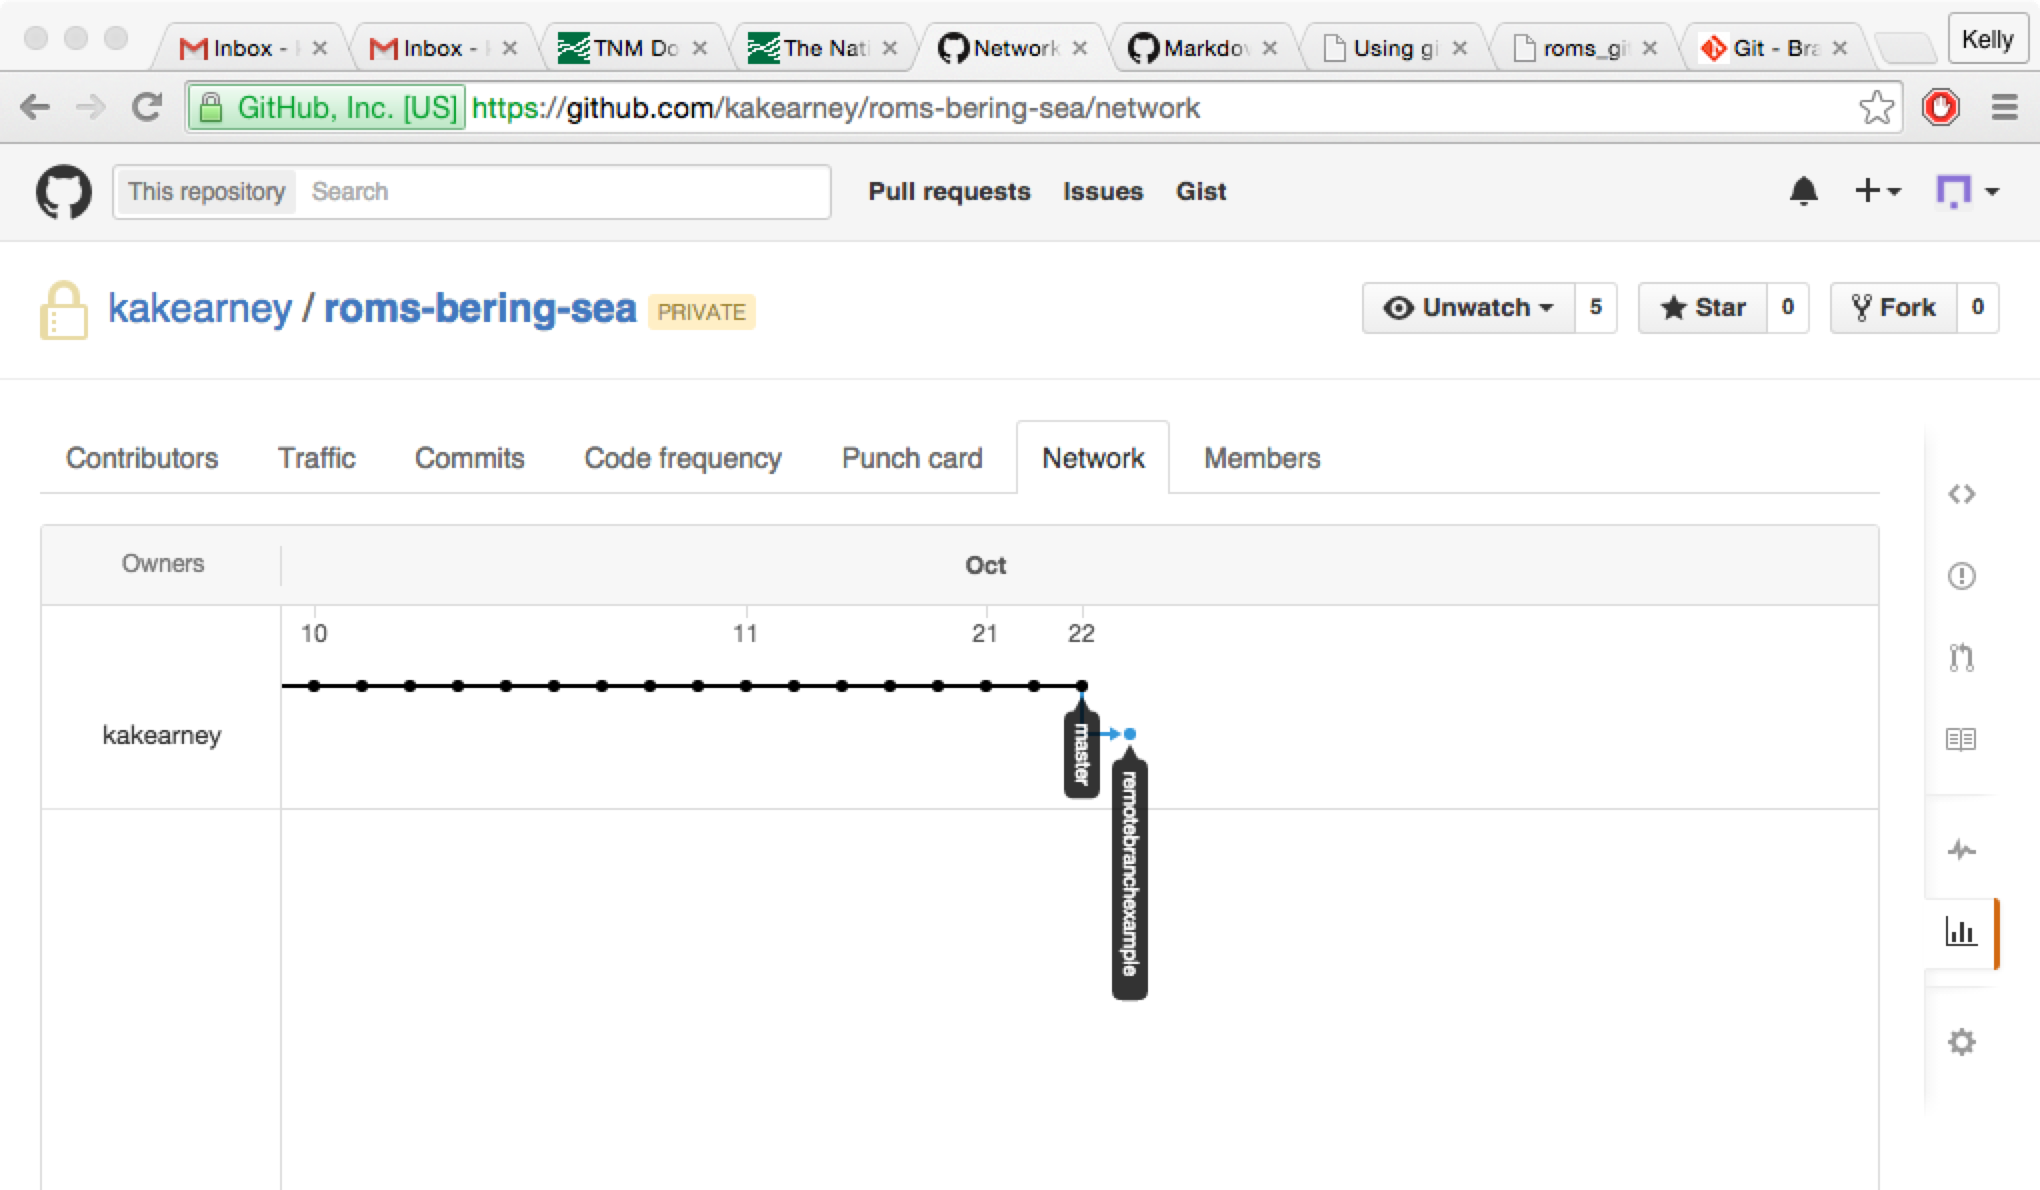 Inbox - Inbox - TNM Do The Nati Network Markdov Using gi roms_git Git - Bra Kelly
GitHub, Inc. [US] https://github.com/kakearney/roms-bering-sea/network
This repository Search Pull requests Issues Gist
kakearney / roms-bering-sea PRIVATE Unwatch 5 Star 0 Fork 0
Contributors Traffic Commits Code frequency Punch card Network Members
Owners Oct
10 11 21 22
kakearney
master
remotebranchexample